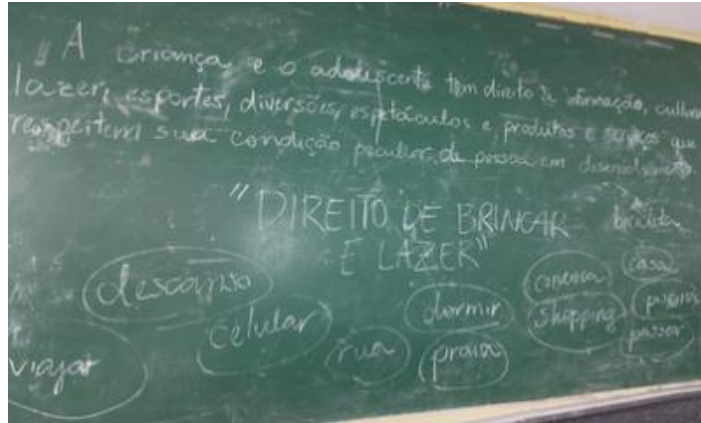 "A criança e o adolescente tem direito a informação, cultura
lazer, esportes, diversões, espetáculos e produtos e serviços que
respeitem sua condição peculiar de pessoa em desenvolvimento.
"DIREITO DE BRINCAR
E LAZER"
descanso
dormir
cinema
casa
celular
shopping
passear
viajar
rua
praia